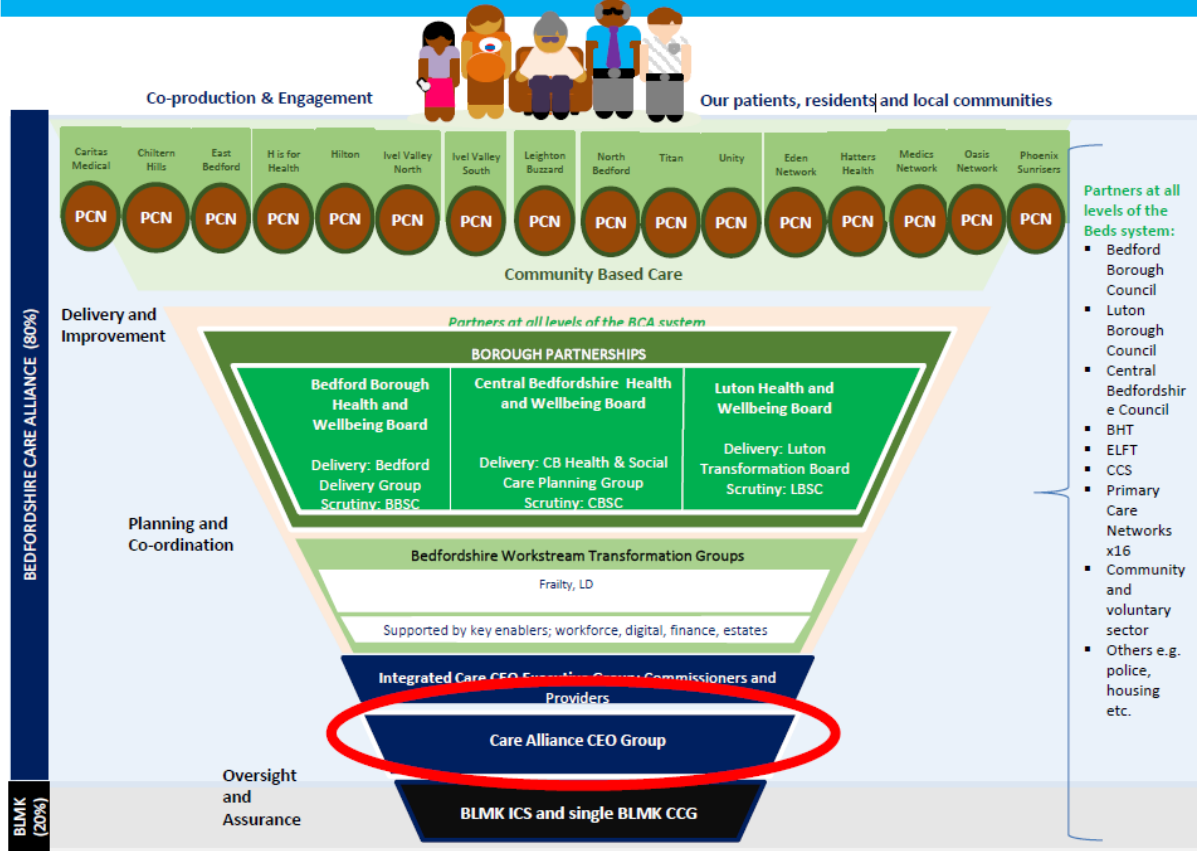 Co-production & Engagement
Our patients, residents and local communities
BEDFORDSHIRE CARE ALLIANCE (80%)
BLMK
(20%)
Caritas
Medical
PCN
Chiltern
Hills
PCN
East
Bedford
PCN
H is for
Health
PCN
Hilton
PCN
Ivel Valley
North
PCN
Ivel Valley
South
PCN
Leighton
Buzzard
PCN
North
Bedford
PCN
Titan
PCN
Unity
PCN
Eden
Network
PCN
Hatters
Health
PCN
Medics
Network
PCN
Oasis
Network
PCN
Phoenix
Sunrisers
PCN
Community Based Care
Delivery and
Improvement
Partners at all levels of the BCA system
BOROUGH PARTNERSHIPS
Bedford Borough
Health and
Wellbeing Board
Delivery: Bedford
Delivery Group
Scrutiny: BBSC
Central Bedfordshire Health
and Wellbeing Board
Delivery: CB Health & Social
Care Planning Group
Scrutiny: CBSC
Luton Health and
Wellbeing Board
Delivery: Luton
Transformation Board
Scrutiny: LBSC
Planning and
Co-ordination
Bedfordshire Workstream Transformation Groups
Frailty, LD
Supported by key enablers; workforce, digital, finance, estates
Integrated Care CEO Executive Group: Commissioners and
Providers
Care Alliance CEO Group
Oversight
and
Assurance
BLMK ICS and single BLMK CCG
Partners at all
levels of the
Beds system:
▪ Bedford
Borough
Council
▪ Luton
Borough
Council
▪ Central
Bedfordshir
e Council
▪ BHT
▪ ELFT
▪ CCS
▪ Primary
Care
Networks
x16
▪ Community
and
voluntary
sector
▪ Others e.g.
police,
housing
etc.